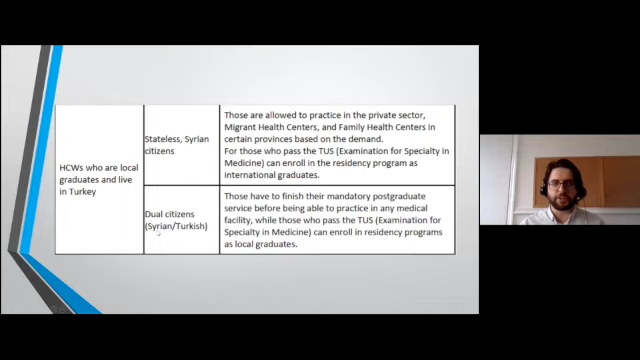 HCWs who are local
graduates and live
in Turkey
Stateless, Syrian
citizens
Those are allowed to practice in the private sector,
Migrant Health Centers, and Family Health Centers in
certain provinces based on the demand.
For those who pass the TUS (Examination for Specialty in
Medicine) can enroll in the residency program as
international graduates.
Dual citizens
(Syrian/Turkish)
Those have to finish their mandatory postgraduate
service before being able to practice in any medical
facility, while those who pass the TUS (Examination for
Specialty in Medicine) can enroll in residency programs
as local graduates.